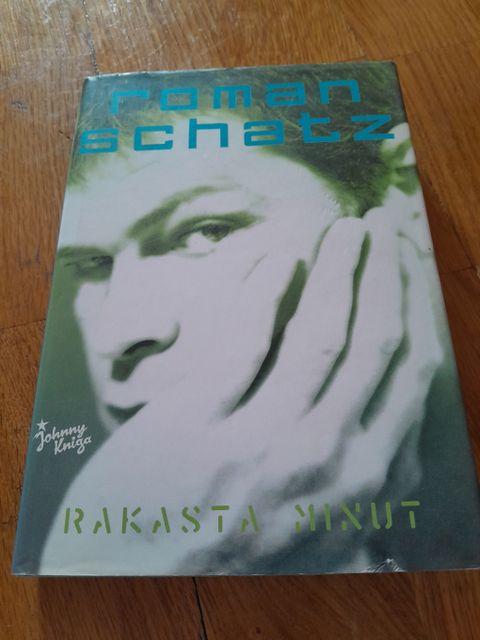 roman
schatz
Johnny
Kniga
RAKASTA MINUT